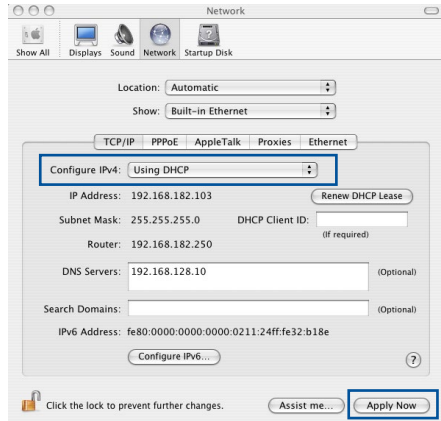 Network
Show All Displays Sound Network Startup Disk
Location: Automatic
Show: Built-in Ethernet
TCP/IP PPPoE AppleTalk Proxies Ethernet
Configure IPv4: Using DHCP
IP Address: 192.168.182.103 Renew DHCP Lease
Subnet Mask: 255.255.255.0 DHCP Client ID:
(If required)
Router: 192.168.182.250
DNS Servers: 192.168.128.10 (Optional)
Search Domains: (Optional)
IPv6 Address: fe80:0000:0000:0000:0211:24ff:fe32:b18e
Configure IPv6... ?
Click the lock to prevent further changes. Assist me... Apply Now